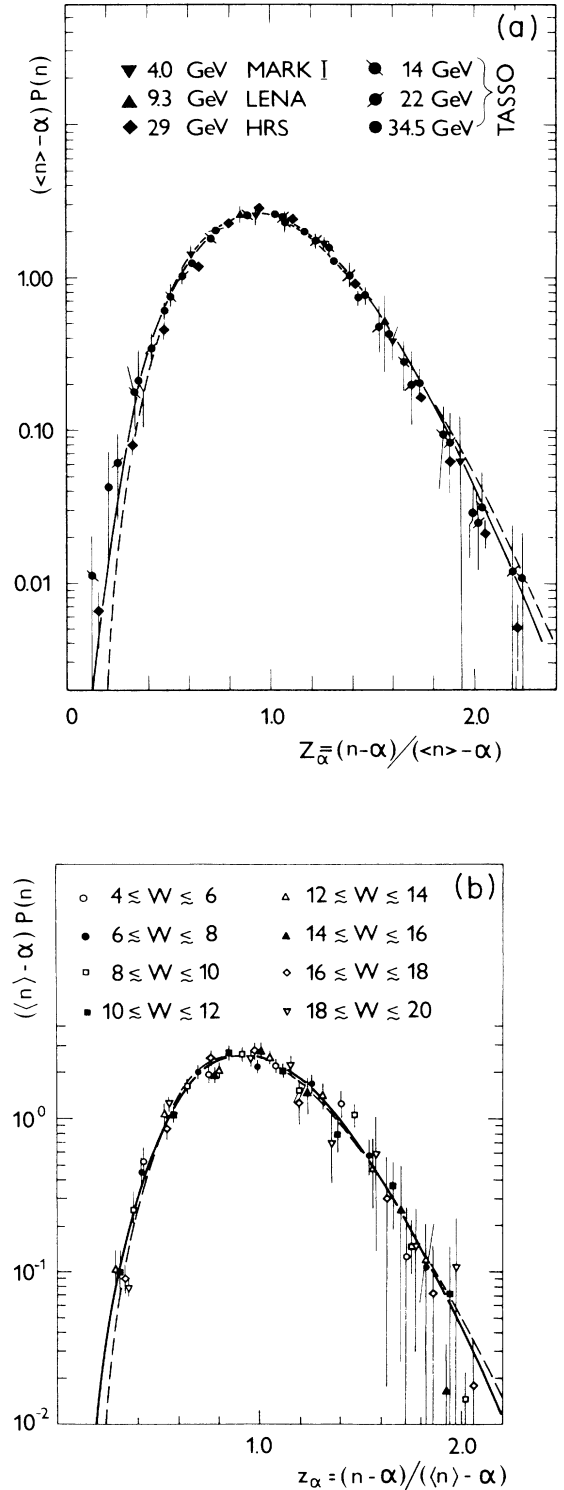 (a)
▼ 4.0 GeV MARK I
▲ 9.3 GeV LENA
◆ 29 GeV HRS
14 GeV
22 GeV
34.5 GeV
TASSO
(<n>-α) P(n)
1.00
0.10
0.01
0 1.0 2.0
Zα=(n-α)/(<n>-α)
(b)
○ 4 ≲ W ≲ 6
● 6 ≲ W ≲ 8
□ 8 ≲ W ≲ 10
■ 10 ≲ W ≲ 12
△ 12 ≲ W ≲ 14
▲ 14 ≲ W ≲ 16
◇ 16 ≲ W ≲ 18
▽ 18 ≲ W ≲ 20
(⟨n⟩-α) P(n)
10⁰
10⁻¹
10⁻²
1.0 2.0
zα=(n-α)/(⟨n⟩-α)